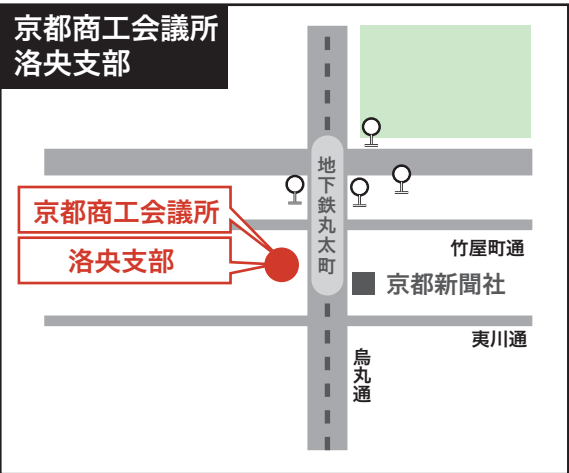 京都商工会議所
洛央支部
地下鉄丸太町
京都商工会議所
洛央支部
竹屋町通
京都新聞社
夷川通
烏丸通